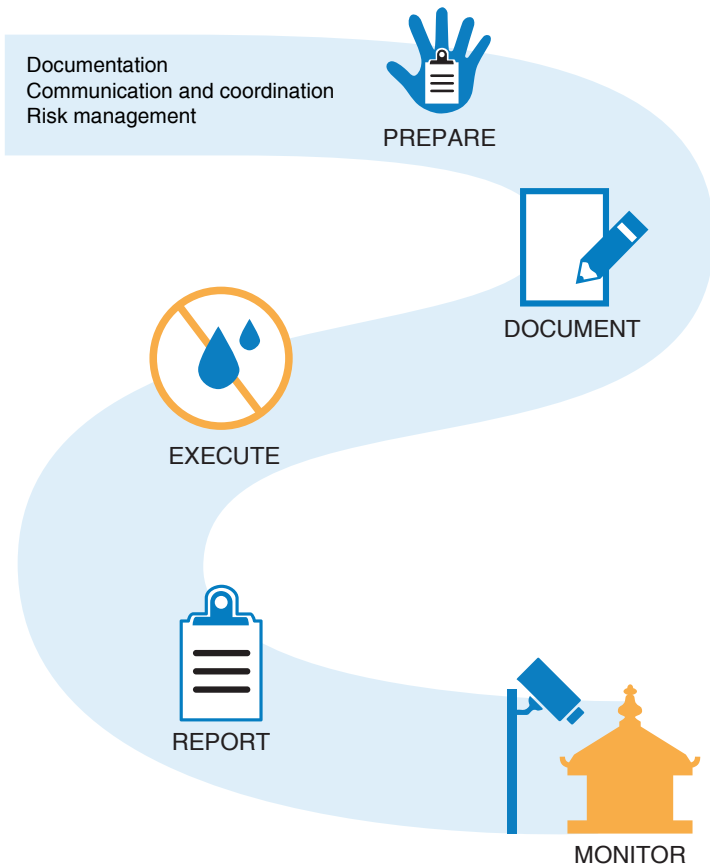 Documentation
Communication and coordination
Risk management
PREPARE
DOCUMENT
EXECUTE
REPORT
MONITOR